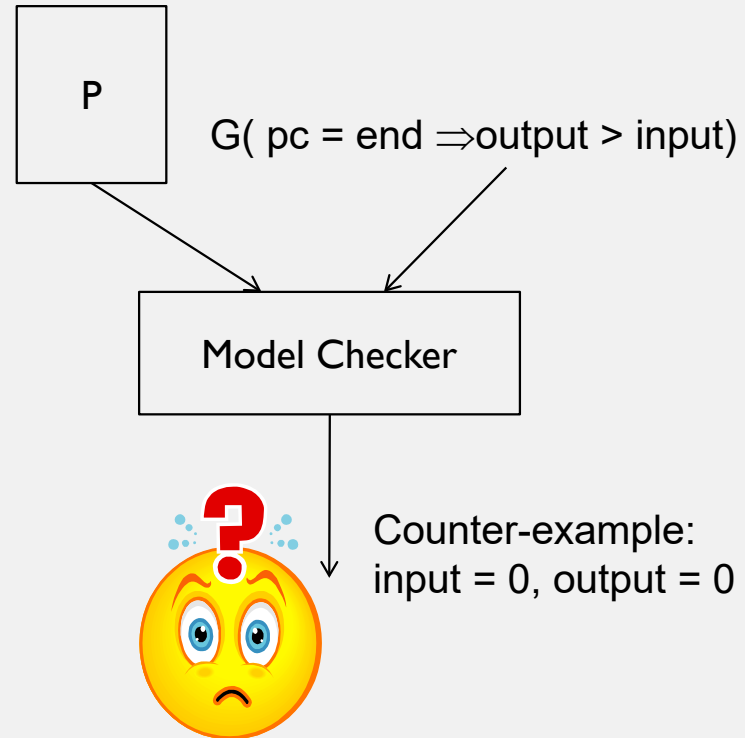 P
G( pc = end ⇒output > input)
Model Checker
?
Counter-example:
input = 0, output = 0